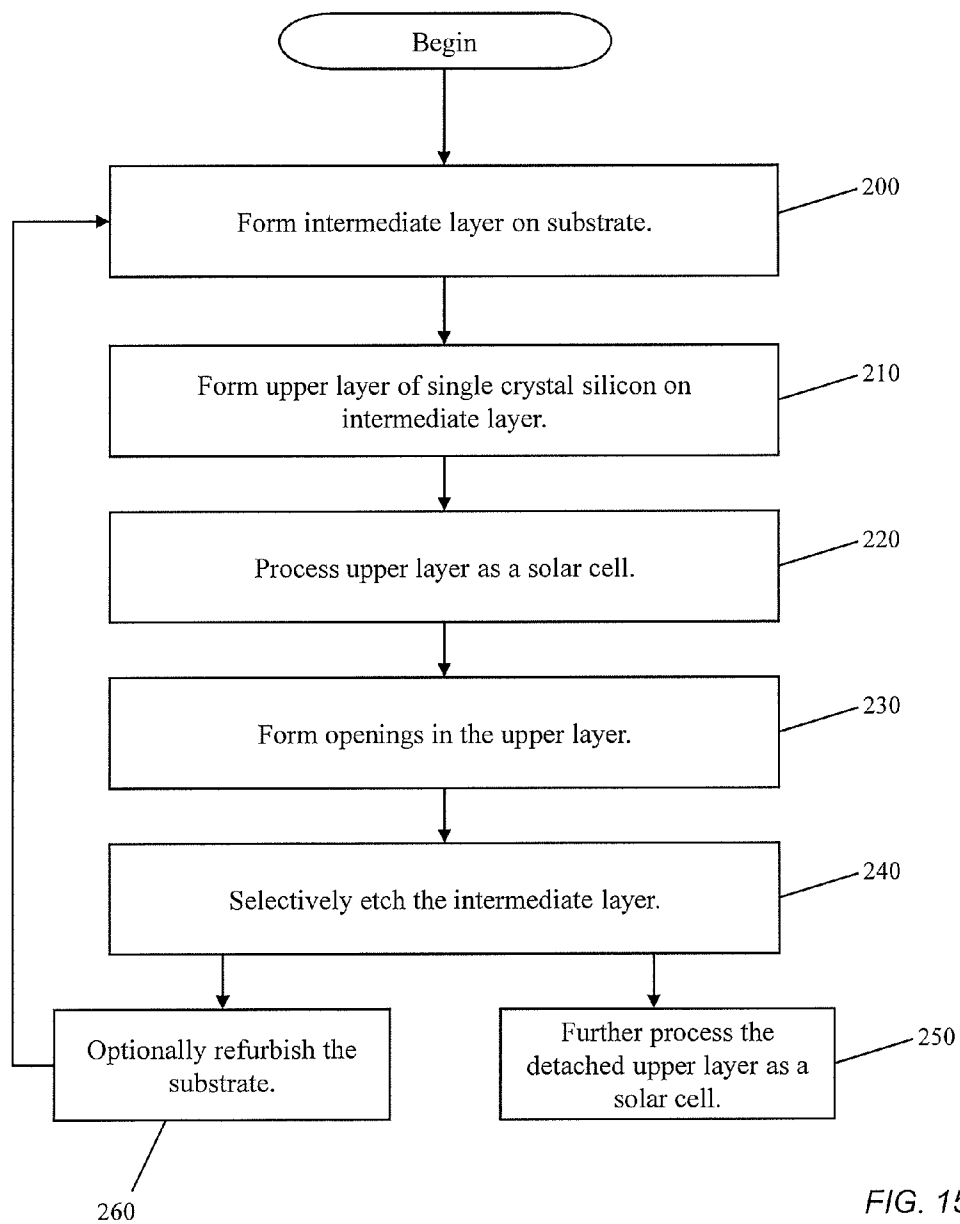 Begin
Form intermediate layer on substrate.
200
Form upper layer of single crystal silicon on
intermediate layer.
210
Process upper layer as a solar cell.
220
Form openings in the upper layer.
230
Selectively etch the intermediate layer.
240
Optionally refurbish the
substrate.
260
Further process the
detached upper layer as a
solar cell.
250
FIG. 15